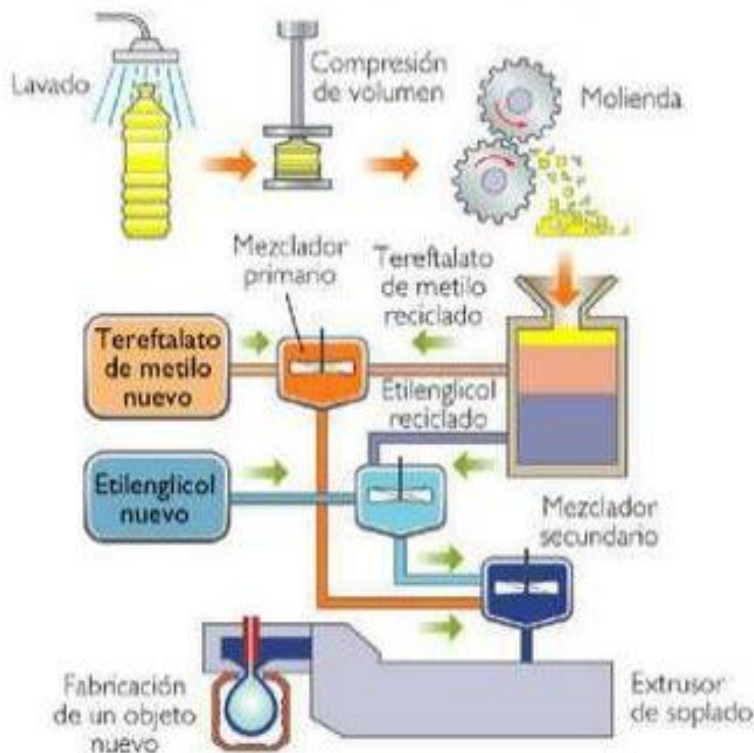 Lavado
Compresión
de volumen
Molienda
Mezclador
primario
Tereftalato
de metilo
reciclado
Tereftalato
de metilo
nuevo
Etilenglicol
reciclado
Etilenglicol
nuevo
Mezclador
secundario
Fabricación
de un objeto
nuevo
Extrusor
de soplado